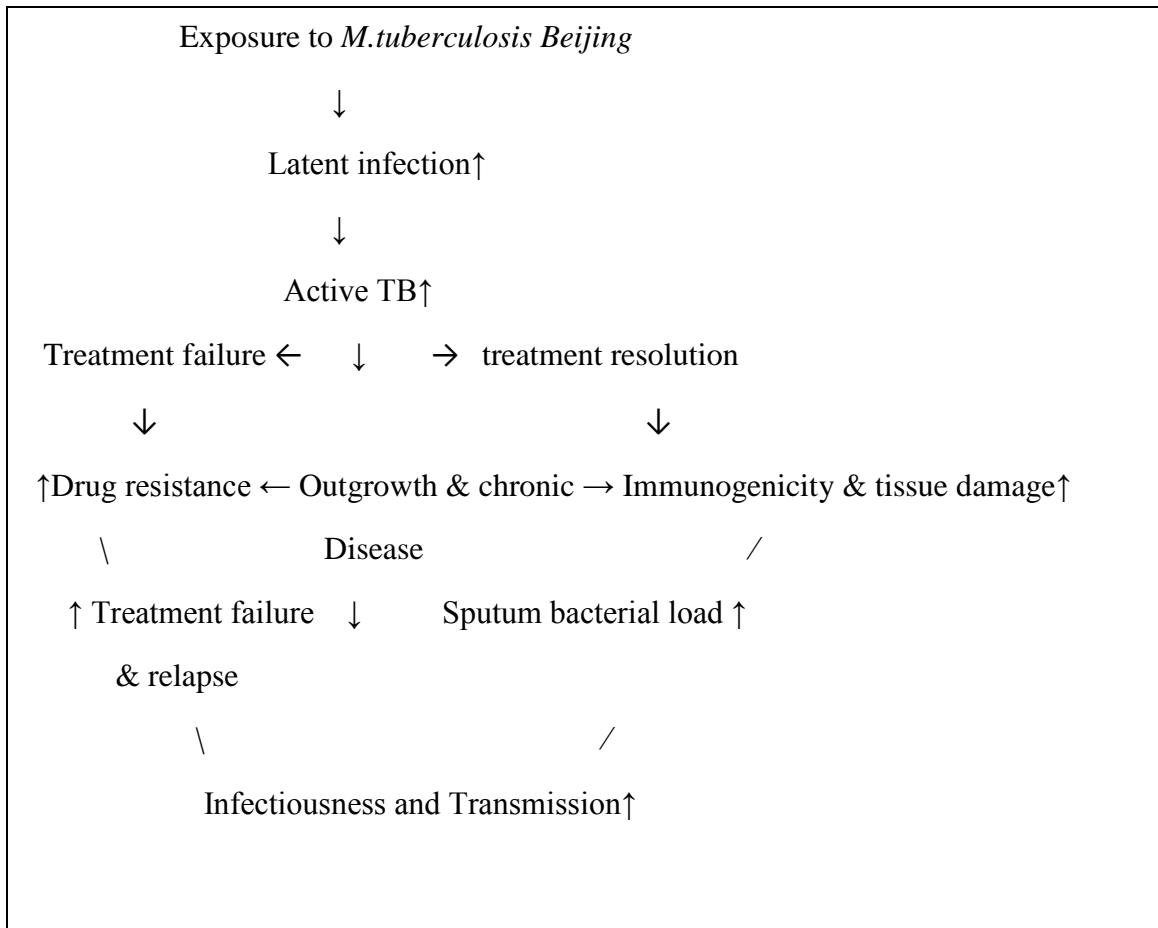 Exposure to M.tuberculosis Beijing
↓
Latent infection↑
↓
Active TB↑
Treatment failure ← ↓ → treatment resolution
↓ ↓
↑Drug resistance ← Outgrowth & chronic → Immunogenicity & tissue damage↑
\ Disease /
↑ Treatment failure ↓ Sputum bacterial load ↑
& relapse
\ /
Infectiousness and Transmission↑